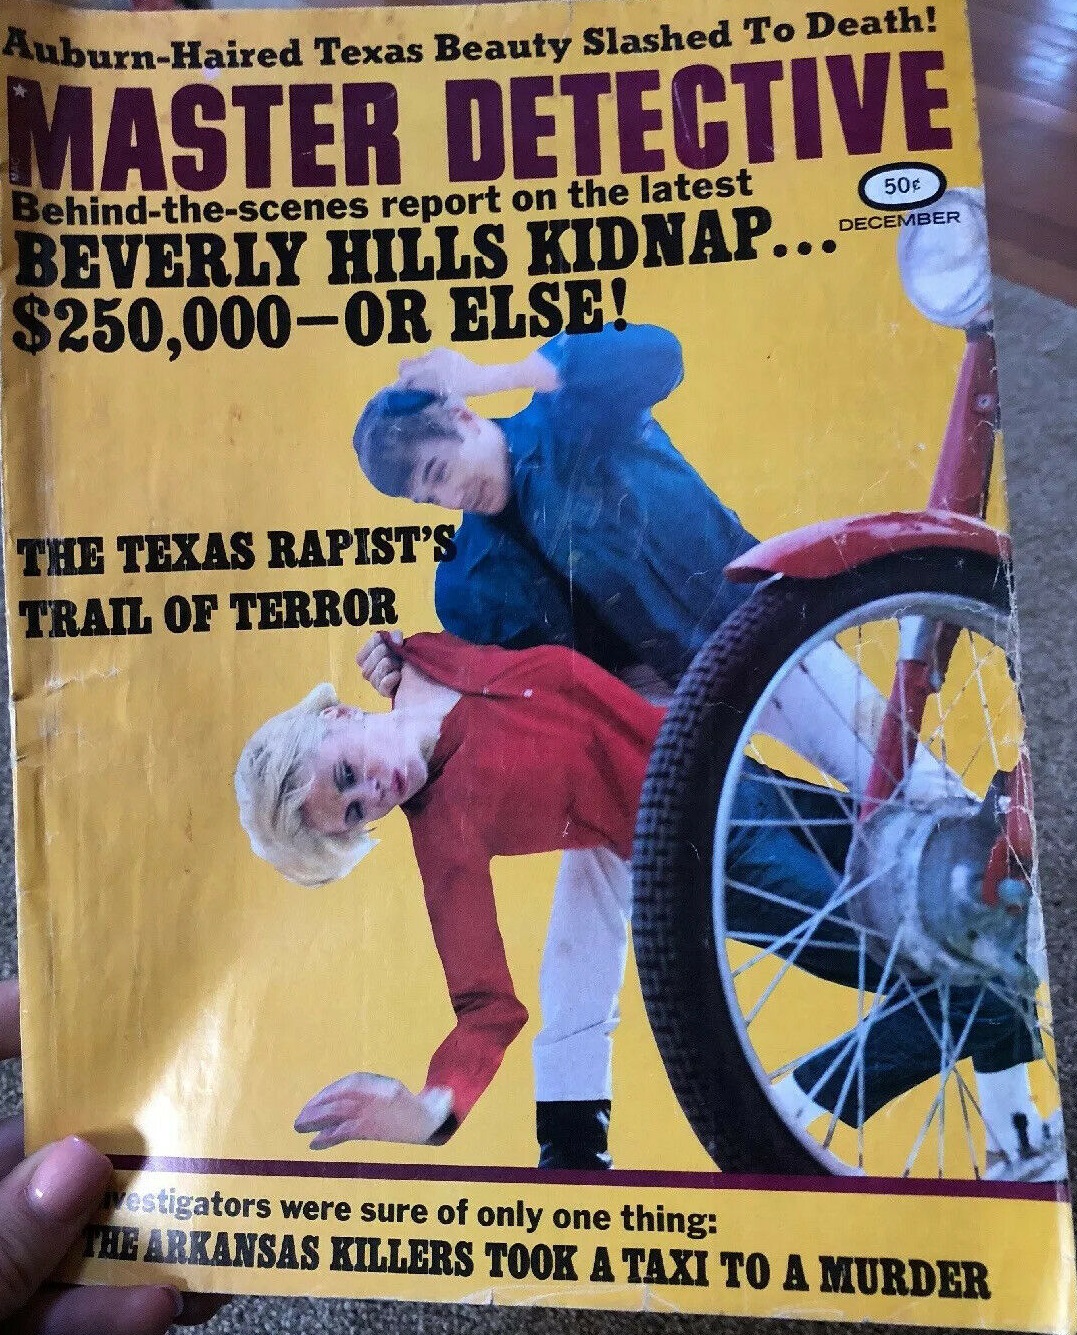 Auburn-Haired Texas Beauty Slashed To Death!
MASTER DETECTIVE
Behind-the-scenes report on the latest
50¢
DECEMBER
BEVERLY HILLS KIDNAP...
$250,000—OR ELSE!
THE TEXAS RAPIST'S
TRAIL OF TERROR
vestigators were sure of only one thing:
THE ARKANSAS KILLERS TOOK A TAXI TO A MURDER